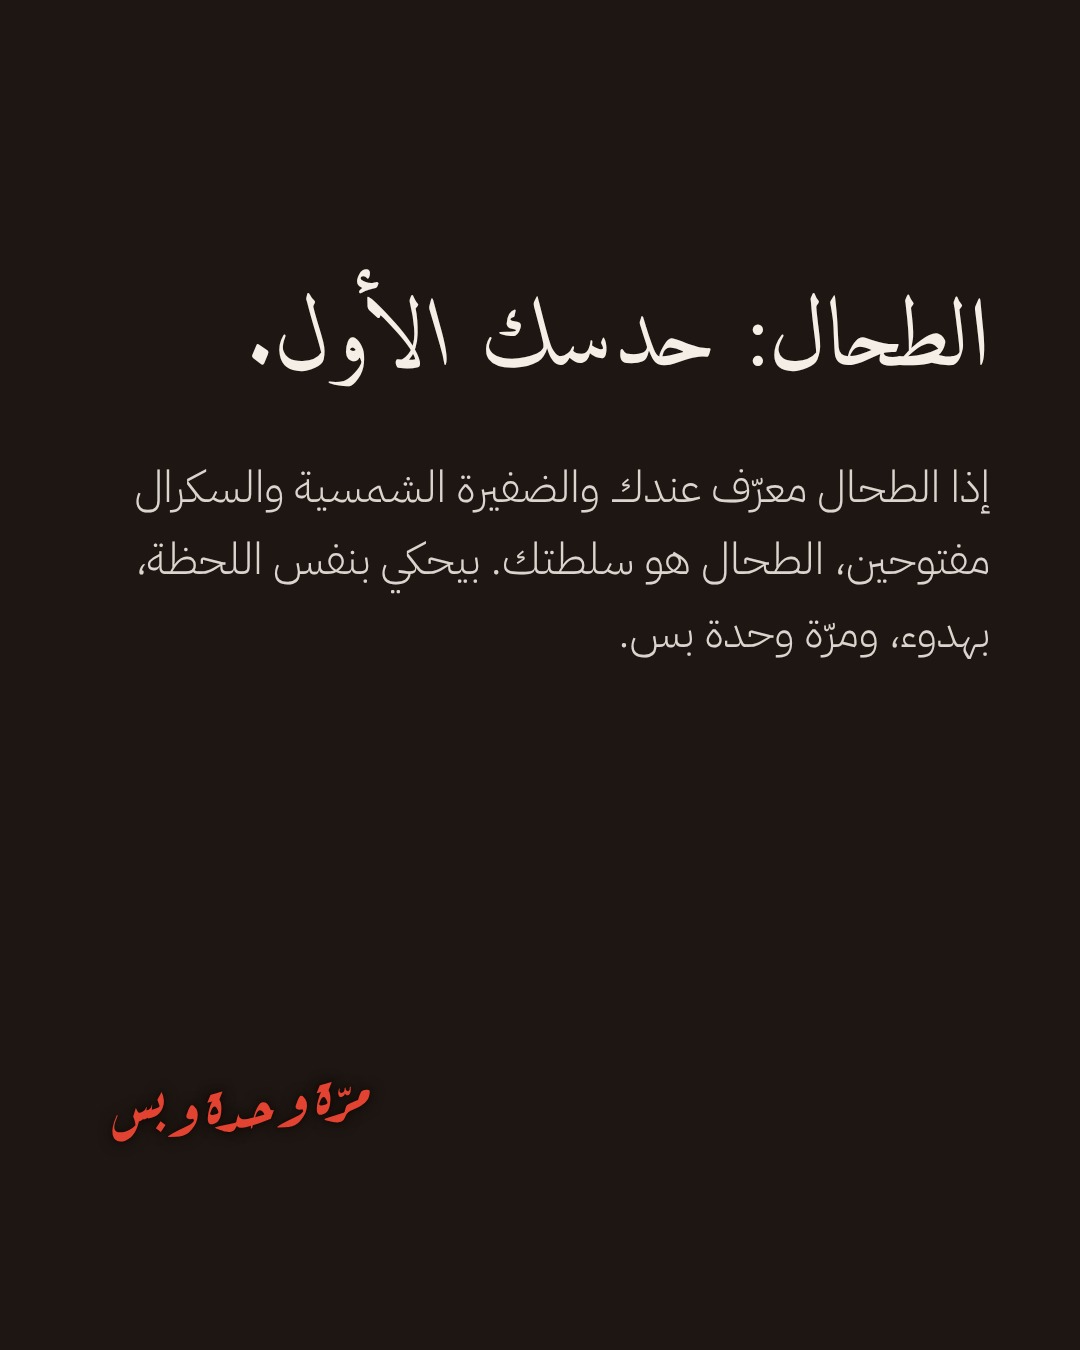 الطحال: حدسك الأول.
إذا الطحال معرّف عندك والضفيرة الشمسية والسكرال
مفتوحين، الطحال هو سلطتك. بيحكي بنفس اللحظة،
بهدوء، ومرّة وحدة بس.
مرّة وحدة وبس